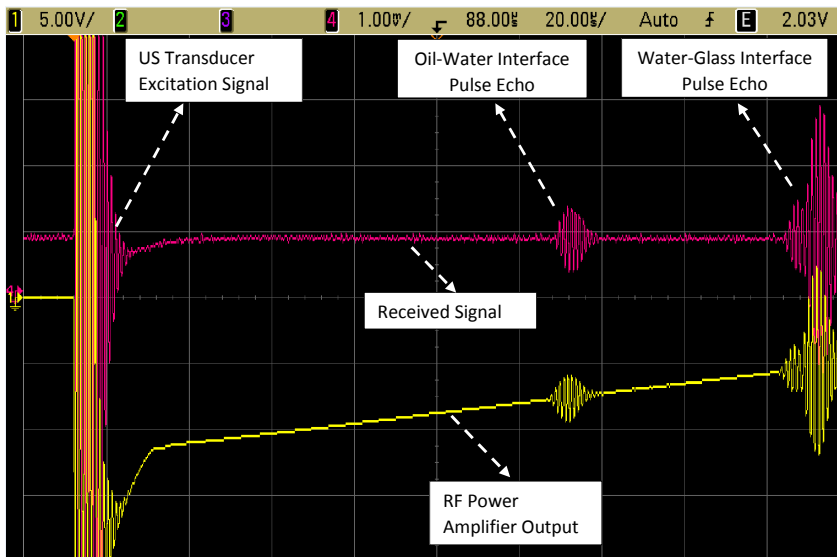 1 5.00V/ 2 3 4 1.00V/ 88.00s 20.00s/ Auto E 2.03V
US Transducer
Excitation Signal
Oil-Water Interface
Pulse Echo
Water-Glass Interface
Pulse Echo
Received Signal
RF Power
Amplifier Output